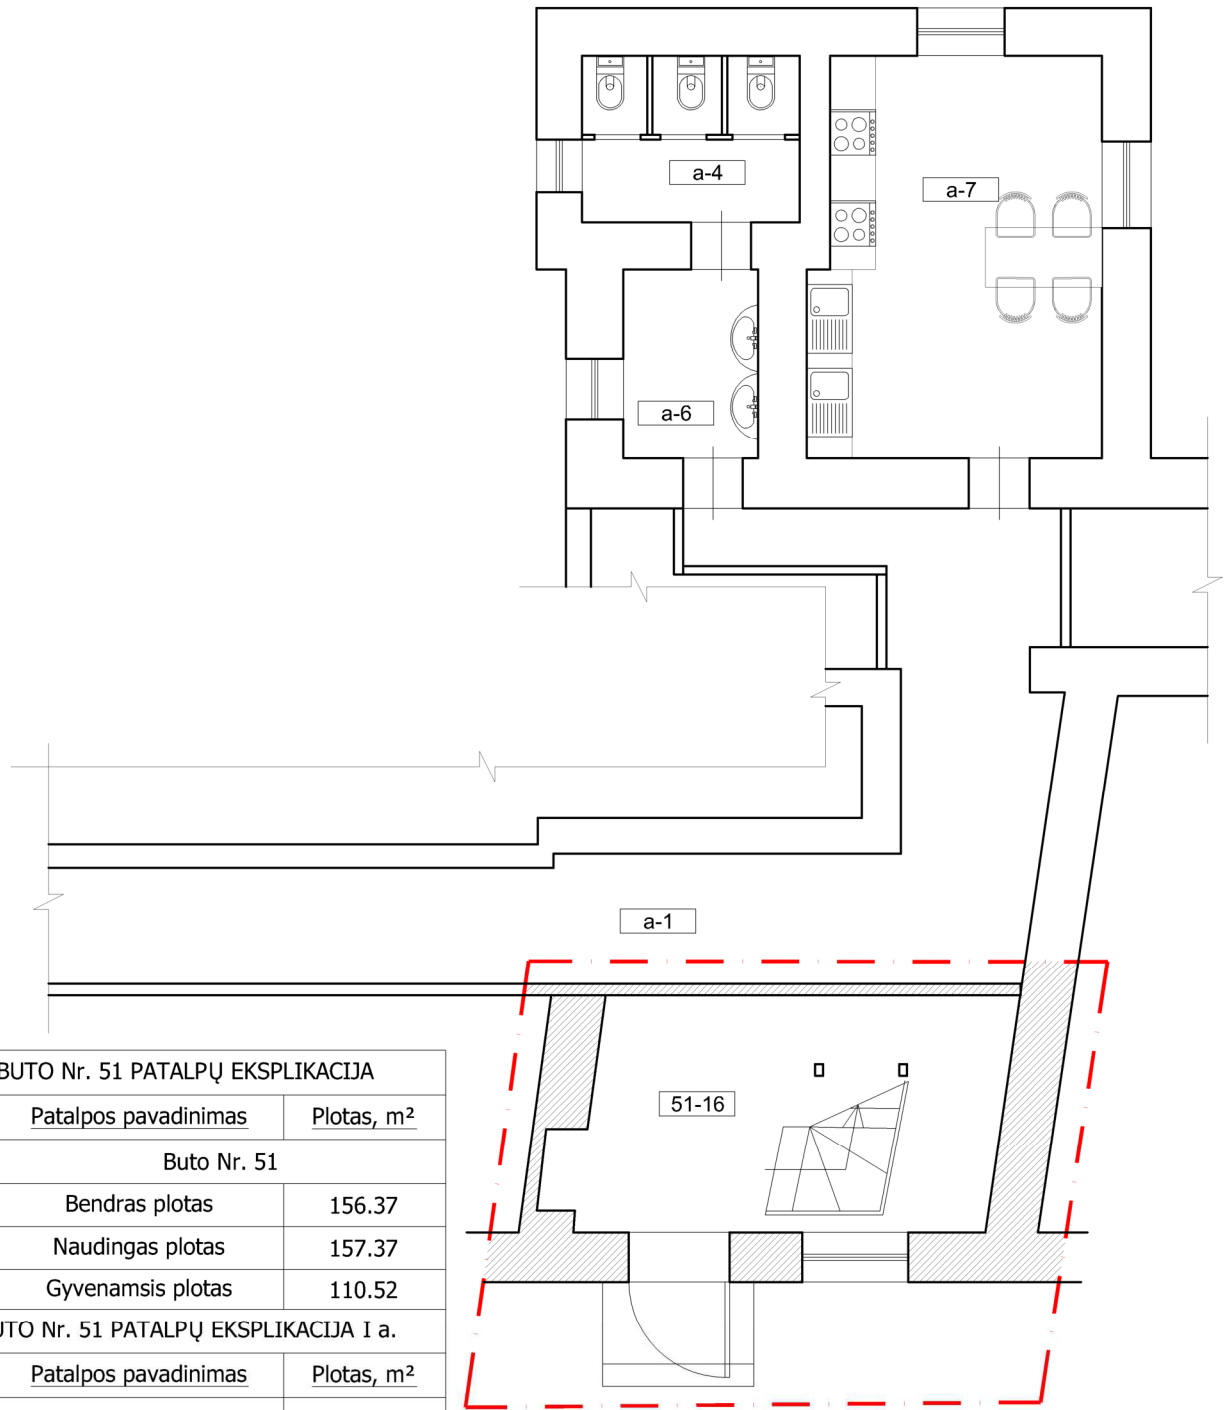 a-4
a-7
a-6
a-1
51-16
BUTO Nr. 51 PATALPŲ EKSPLIKACIJA
Patalpos pavadinimas Plotas, m²
Buto Nr. 51
Bendras plotas 156.37
Naudingas plotas 157.37
Gyvenamsis plotas 110.52
BUTO Nr. 51 PATALPŲ EKSPLIKACIJA I a.
Patalpos pavadinimas Plotas, m²